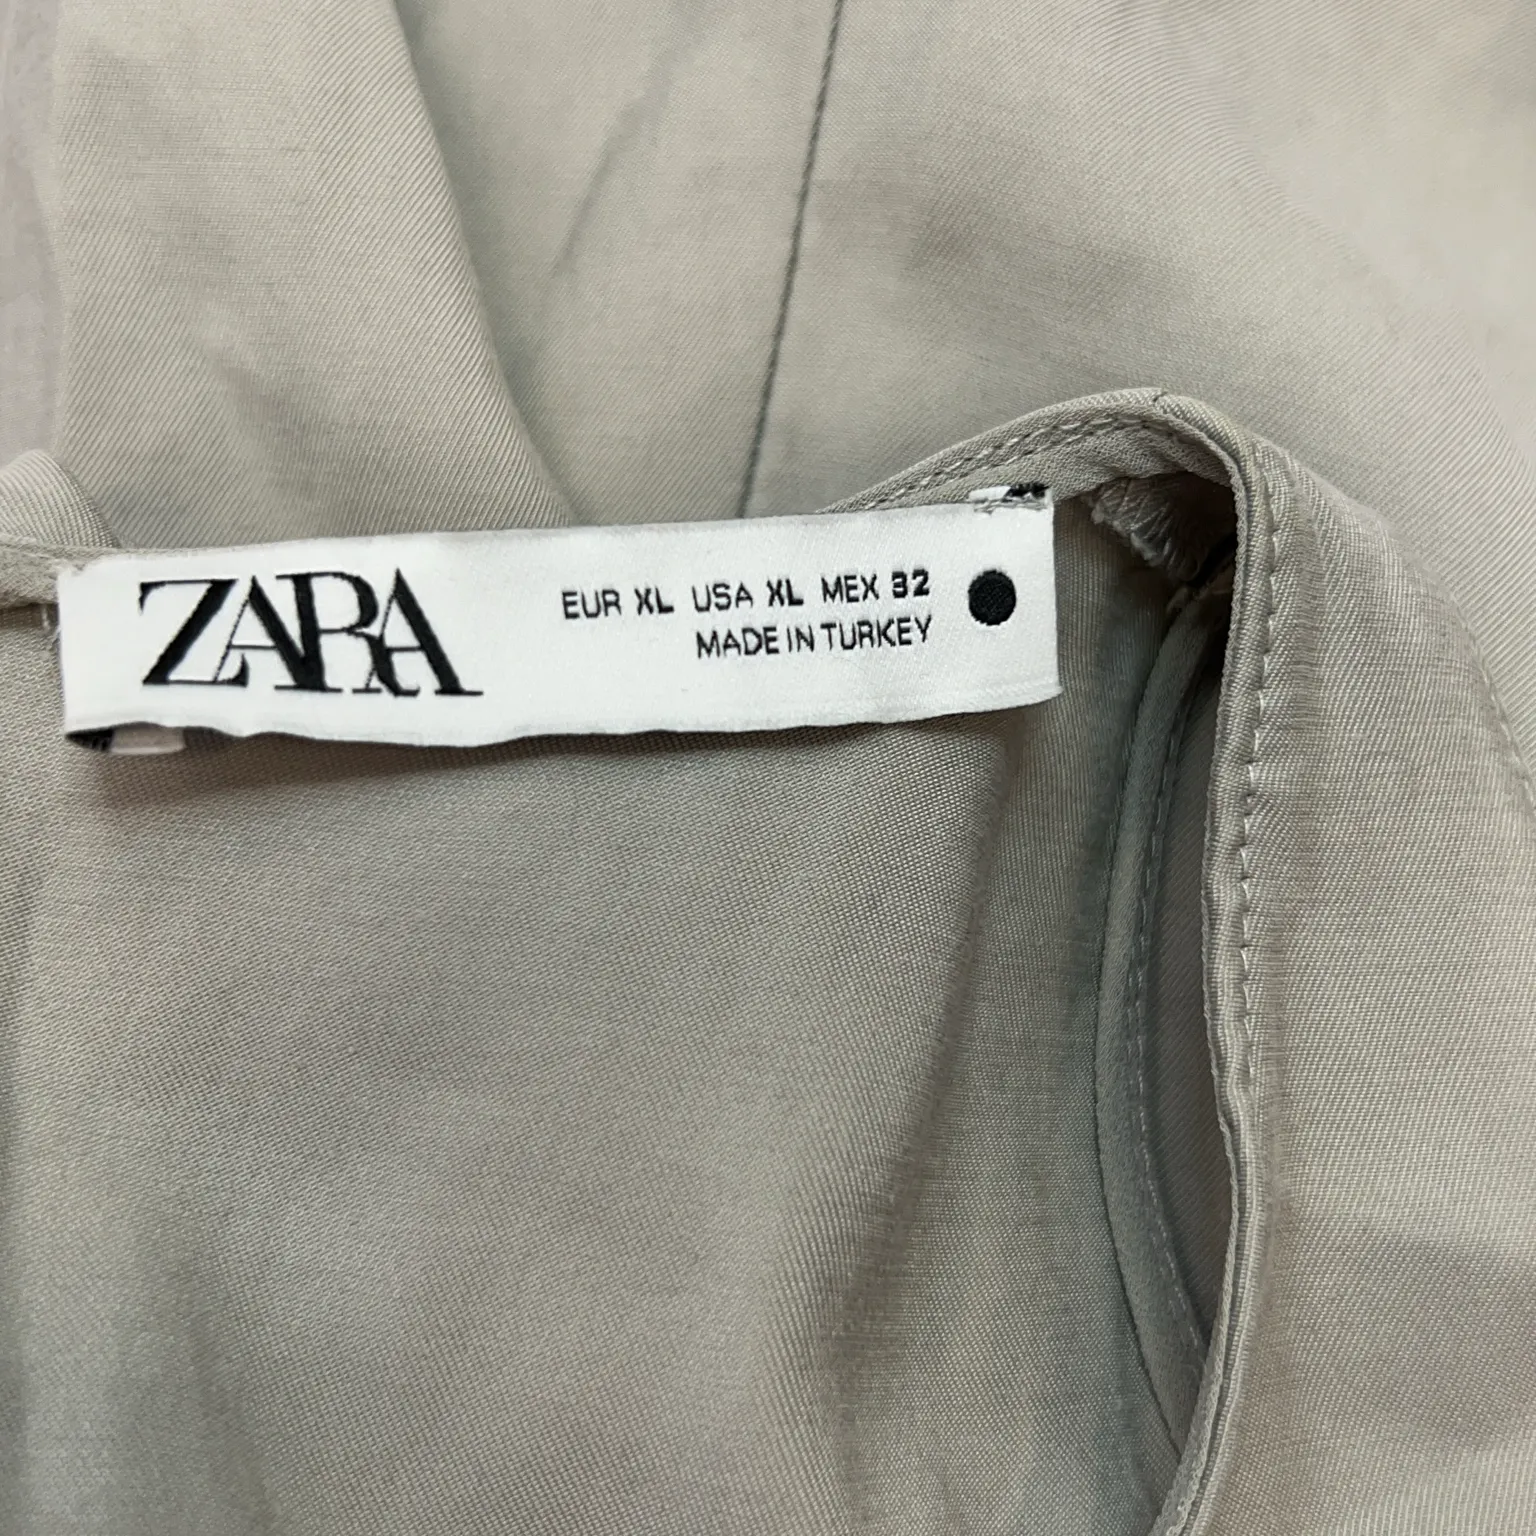 ZARA
EUR XL USA XL MEX 32
MADE IN TURKEY